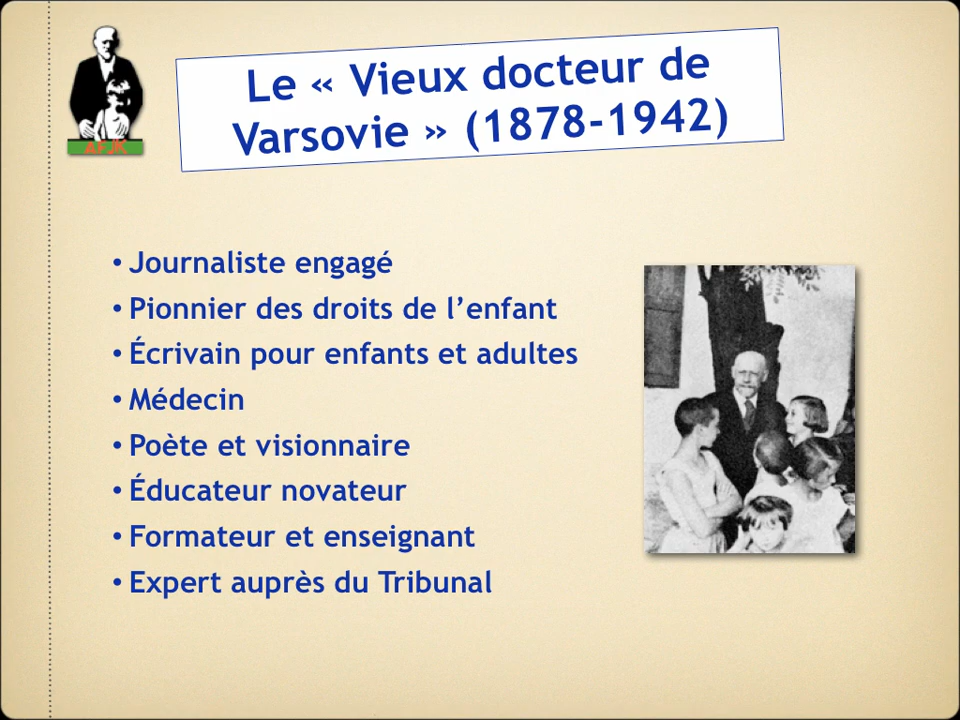 AFJK
Le « Vieux docteur de
Varsovie » (1878-1942)
• Journaliste engagé
• Pionnier des droits de l’enfant
• Écrivain pour enfants et adultes
• Médecin
• Poète et visionnaire
• Éducateur novateur
• Formateur et enseignant
• Expert auprès du Tribunal